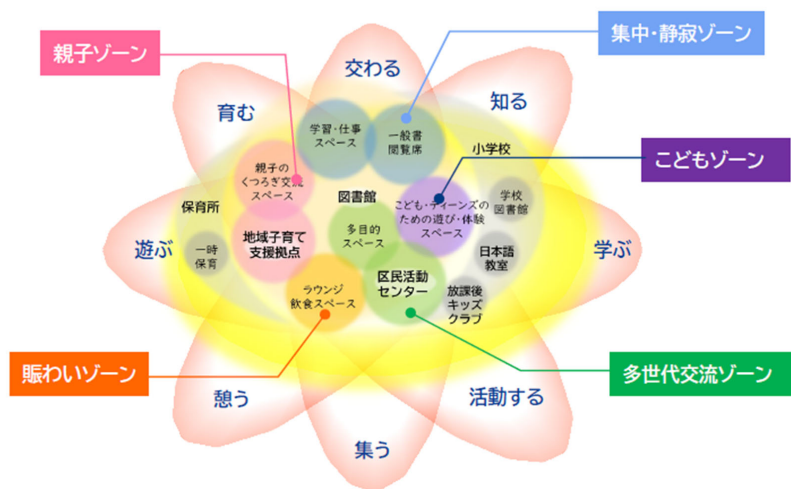 集中・静寂ゾーン
親子ゾーン
交わる
知る
育む
学習・仕事
スペース
一般書
閲覧席
小学校
こどもゾーン
親子の
くつろぎ交流
スペース
保育所
図書館
こども・ティーンズの
ための遊び・体験
スペース
学校
図書館
多目的
スペース
地域子育て
支援拠点
遊ぶ
一時
保育
日本語
教室
学ぶ
区民活動
センター
ラウンジ
飲食スペース
放課後
キッズ
クラブ
賑わいゾーン
多世代交流ゾーン
憩う
活動する
集う